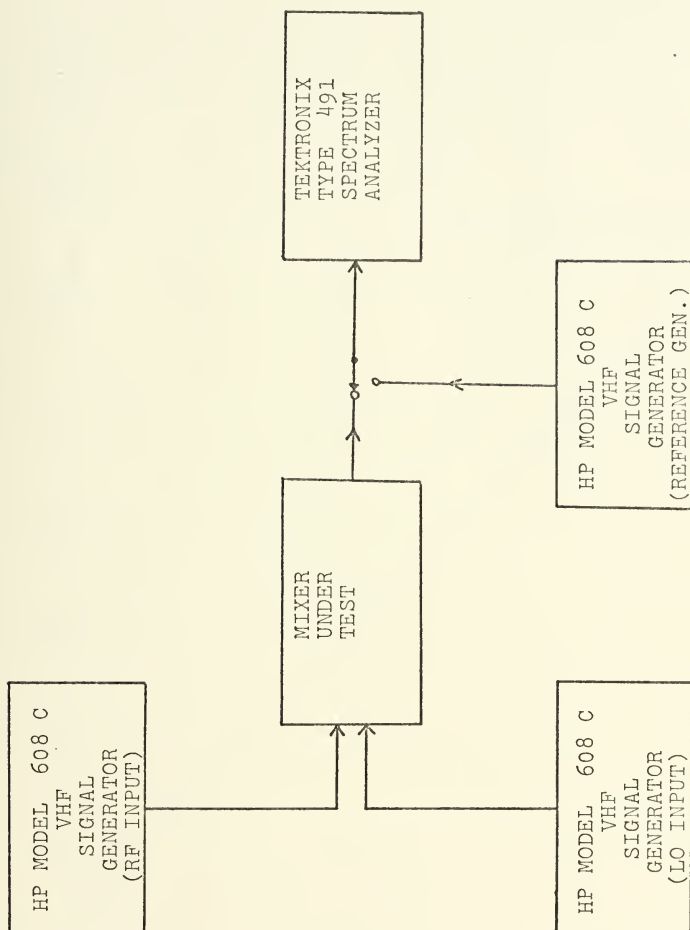 HP MODEL 608 C
VHF
SIGNAL
GENERATOR
(RF INPUT)
MIXER
UNDER
TEST
TEKTRONIX
TYPE 491
SPECTRUM
ANALYZER
HP MODEL 608 C
VHF
SIGNAL
GENERATOR
(LO INPUT)
HP MODEL 608 C
VHF
SIGNAL
GENERATOR
(REFERENCE GEN.)